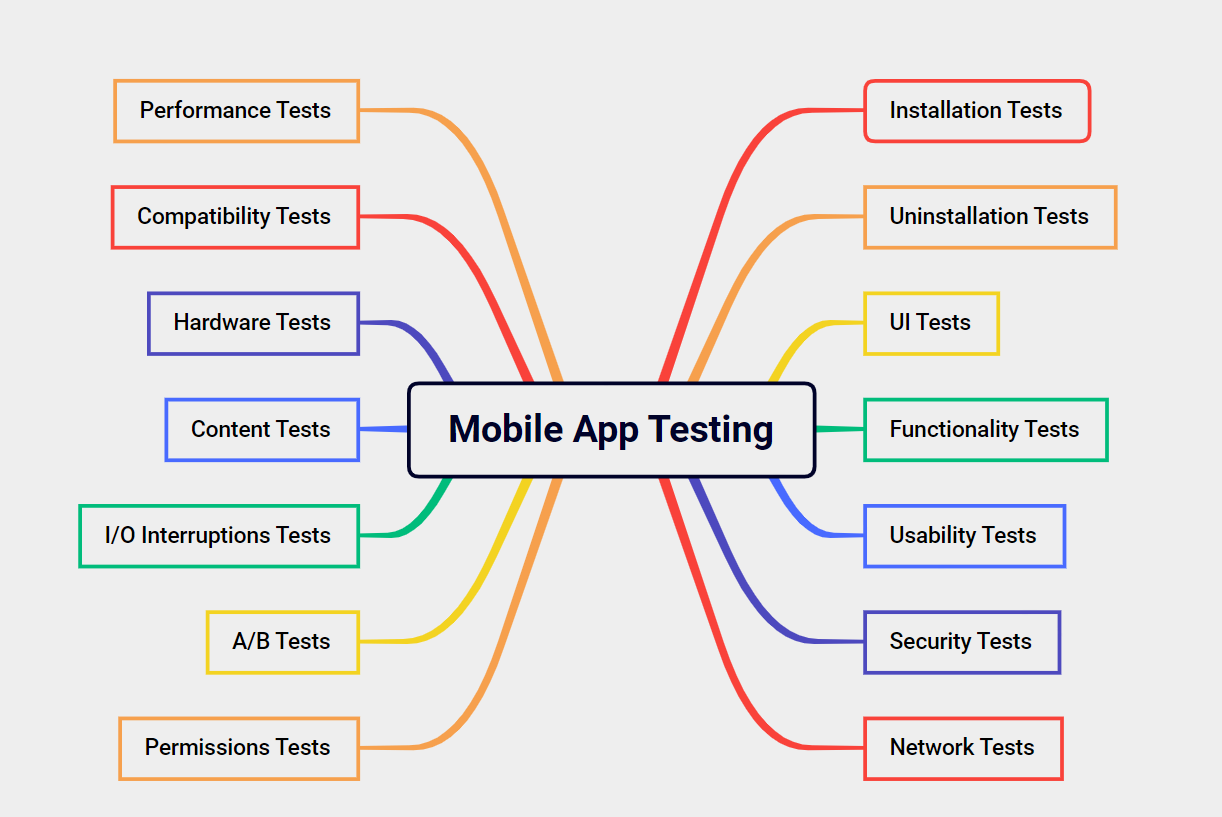 Performance Tests
Installation Tests
Compatibility Tests
Uninstallation Tests
Hardware Tests
UI Tests
Content Tests
Mobile App Testing
Functionality Tests
I/O Interruptions Tests
Usability Tests
A/B Tests
Security Tests
Permissions Tests
Network Tests